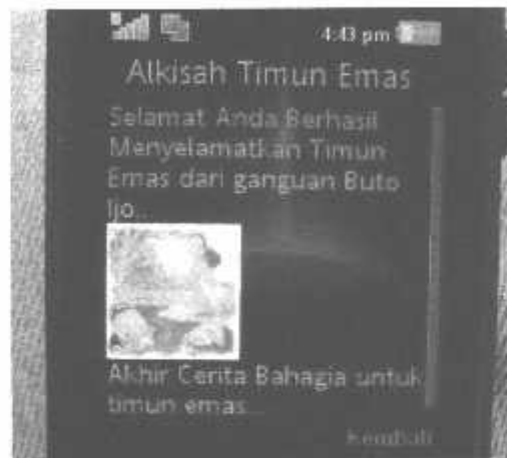 4:43 pm
Alkisah Timun Emas
Selamat Anda Berhasil
Menyelamatkan Timun
Emas dari ganguan Buto
Ijo..
Akhir Cerita Bahagia untuk
timun emas...
Kembali